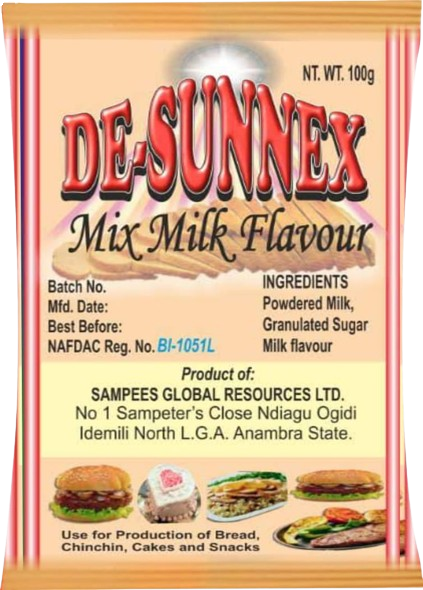 NT. WT. 100g
DE-SUNNEX
Mix Milk Flavour
Batch No.
Mfd. Date:
Best Before:
NAFDAC Reg. No. BI-1051L
INGREDIENTS
Powdered Milk,
Granulated Sugar
Milk flavour
Product of:
SAMPEES GLOBAL RESOURCES LTD.
No 1 Sampeter's Close Ndiagu Ogidi
Idemili North L.G.A. Anambra State.
Use for Production of Bread,
Chinchin, Cakes and Snacks